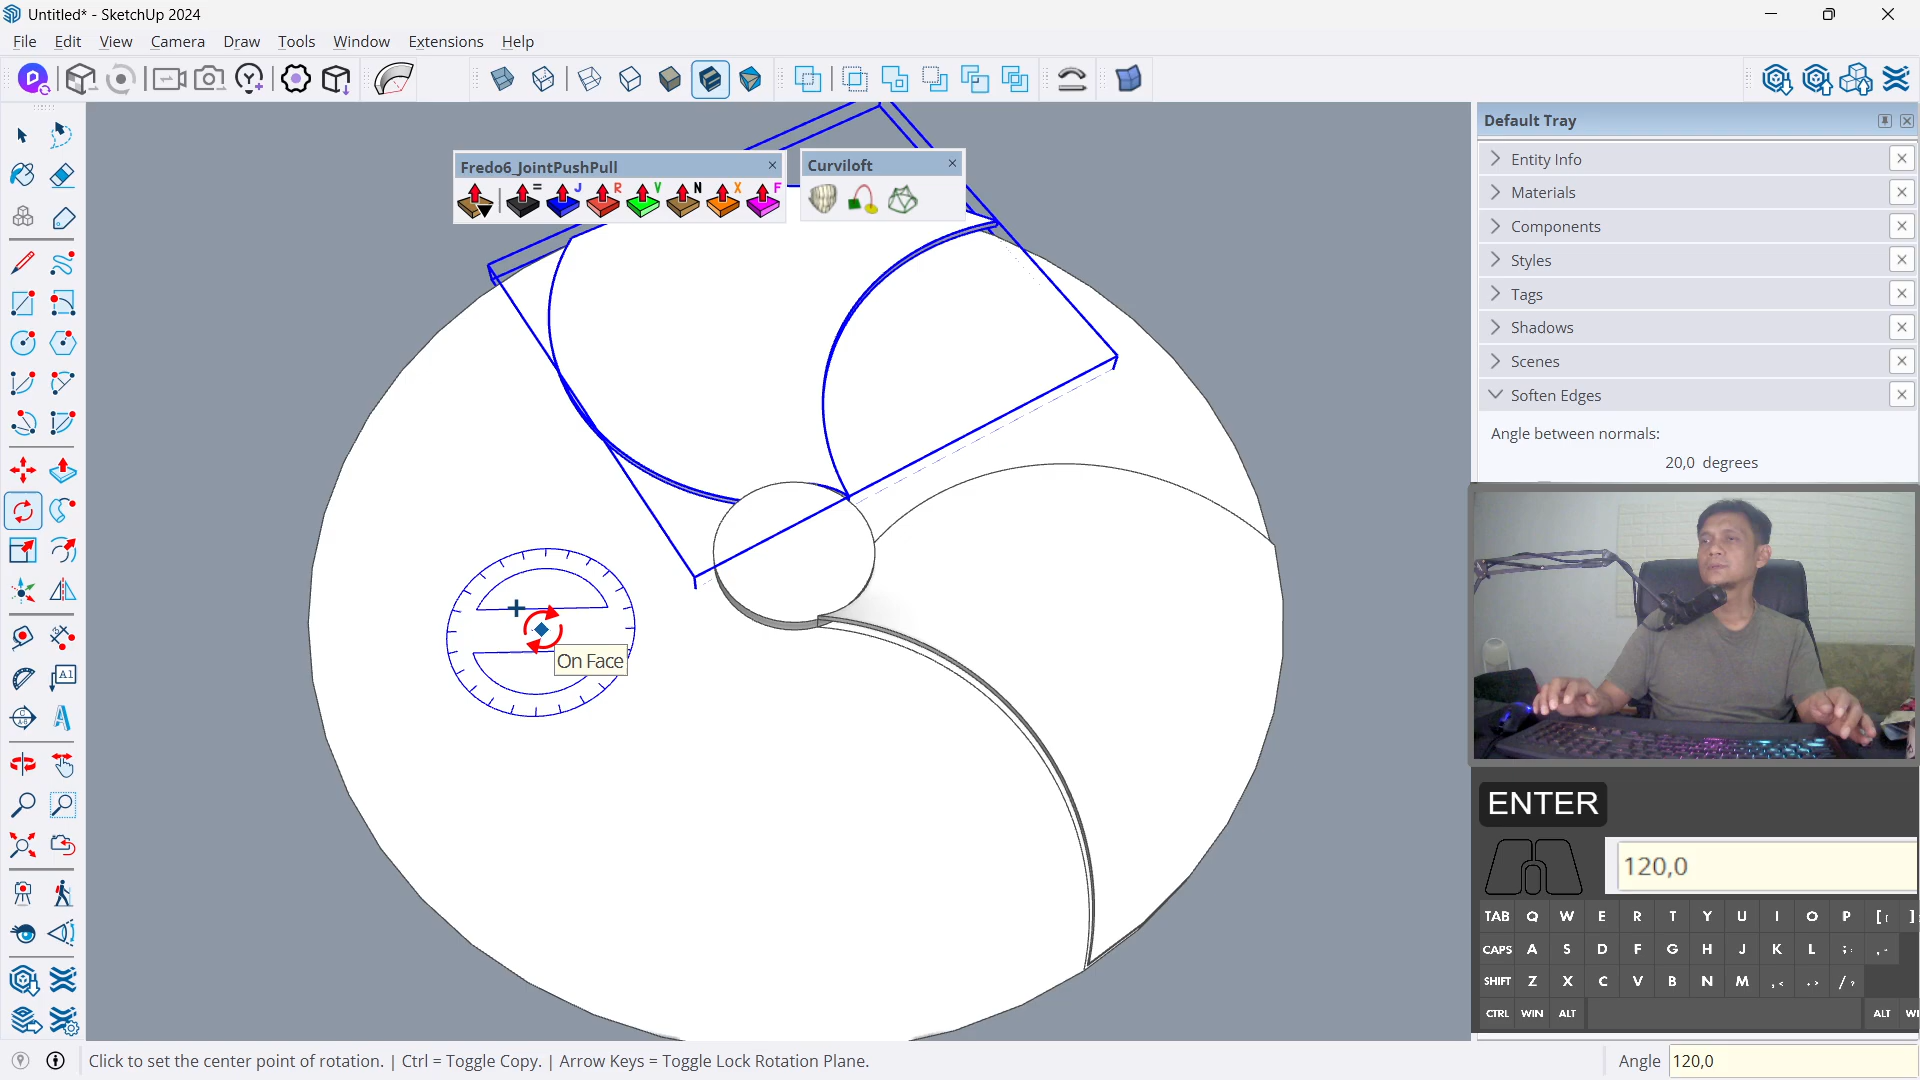 Untitled* - SketchUp 2024
File Edit View Camera Draw Tools Window Extensions Help
Default Tray
Fredo6_JointPushPull
Curviloft
= J R V N X F
Entity Info
Materials
Components
Styles
Tags
Shadows
Scenes
Soften Edges
Angle between normals:
20,0 degrees
On Face
A1
ENTER
120,0
TAB Q W E R T Y U I O P [ ]
CAPS A S D F G H J K L ; :
SHIFT Z X C V B N M , < . > / ?
CTRL WIN ALT ALT WI
Click to set the center point of rotation. | Ctrl = Toggle Copy. | Arrow Keys = Toggle Lock Rotation Plane.
Angle 120,0